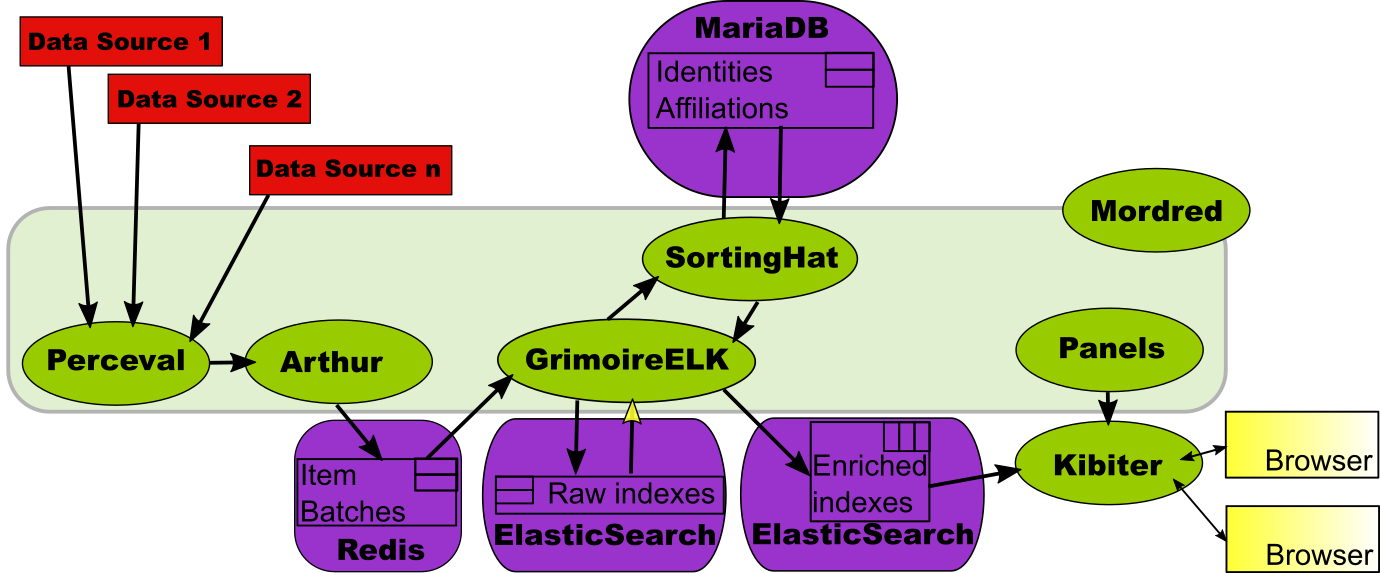 Data Source 1
Data Source 2
Data Source n
MariaDB
Identities
Affiliations
Mordred
SortingHat
Perceval
Arthur
GrimoireELK
Panels
Item
Batches
Redis
Raw indexes
ElasticSearch
Enriched
indexes
ElasticSearch
Kibiter
Browser
Browser